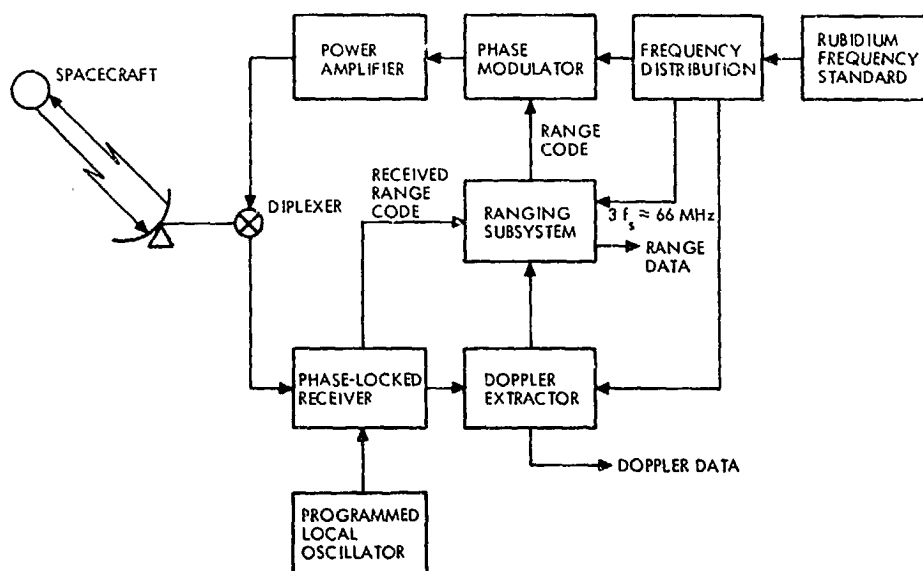 SPACECRAFT
POWER
AMPLIFIER
PHASE
MODULATOR
FREQUENCY
DISTRIBUTION
RUBIDIUM
FREQUENCY
STANDARD
RANGE
CODE
RECEIVED
RANGE
CODE
DIPLEXER
RANGING
SUBSYSTEM
3 f_s ≈ 66 MHz
RANGE
DATA
PHASE-LOCKED
RECEIVER
DOPPLER
EXTRACTOR
DOPPLER DATA
PROGRAMMED
LOCAL
OSCILLATOR